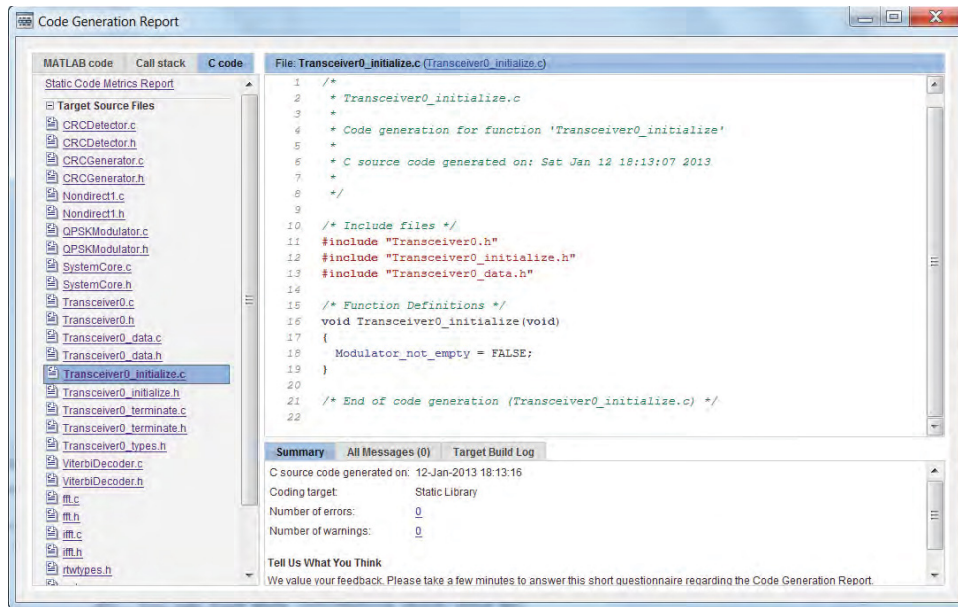 Code Generation Report
MATLAB code Call stack C code
Static Code Metrics Report
Target Source Files
CRCDetector.c
CRCDetector.h
CRCGenerator.c
CRCGenerator.h
Nondirect1.c
Nondirect1.h
QPSKModulator.c
QPSKModulator.h
SystemCore.c
SystemCore.h
Transceiver0.c
Transceiver0.h
Transceiver0_data.c
Transceiver0_data.h
Transceiver0_initialize.c
Transceiver0_initialize.h
Transceiver0_terminate.c
Transceiver0_terminate.h
Transceiver0_types.h
ViterbiDecoder.c
ViterbiDecoder.h
fft.c
fft.h
ifft.c
ifft.h
rtwtypes.h
File: Transceiver0_initialize.c (Transceiver0_initialize.c)
1 /*
2 * Transceiver0_initialize.c
3 *
4 * Code generation for function 'Transceiver0_initialize'
5 *
6 * C source code generated on: Sat Jan 12 18:13:07 2013
7 *
8 */
9
10 /* Include files */
11 #include "Transceiver0.h"
12 #include "Transceiver0_initialize.h"
13 #include "Transceiver0_data.h"
14
15 /* Function Definitions */
16 void Transceiver0_initialize(void)
17 {
18 Modulator_not_empty = FALSE;
19 }
20
21 /* End of code generation (Transceiver0_initialize.c) */
22
Summary All Messages (0) Target Build Log
C source code generated on: 12-Jan-2013 18:13:16
Coding target: Static Library
Number of errors: 0
Number of warnings: 0
Tell Us What You Think
We value your feedback. Please take a few minutes to answer this short questionnaire regarding the Code Generation Report.